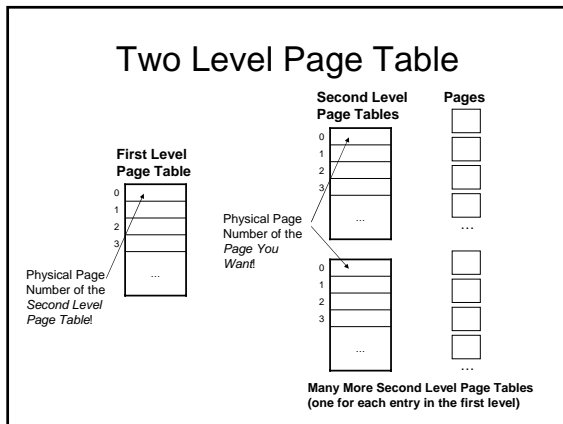 Two Level Page Table
Second Level
Page Tables
Pages
First Level
Page Table
0
1
2
3
...
Physical Page
Number of the
Second Level
Page Table!
Physical Page
Number of the
Page You
Want!
0
1
2
3
...
...
0
1
2
3
...
...
Many More Second Level Page Tables
(one for each entry in the first level)